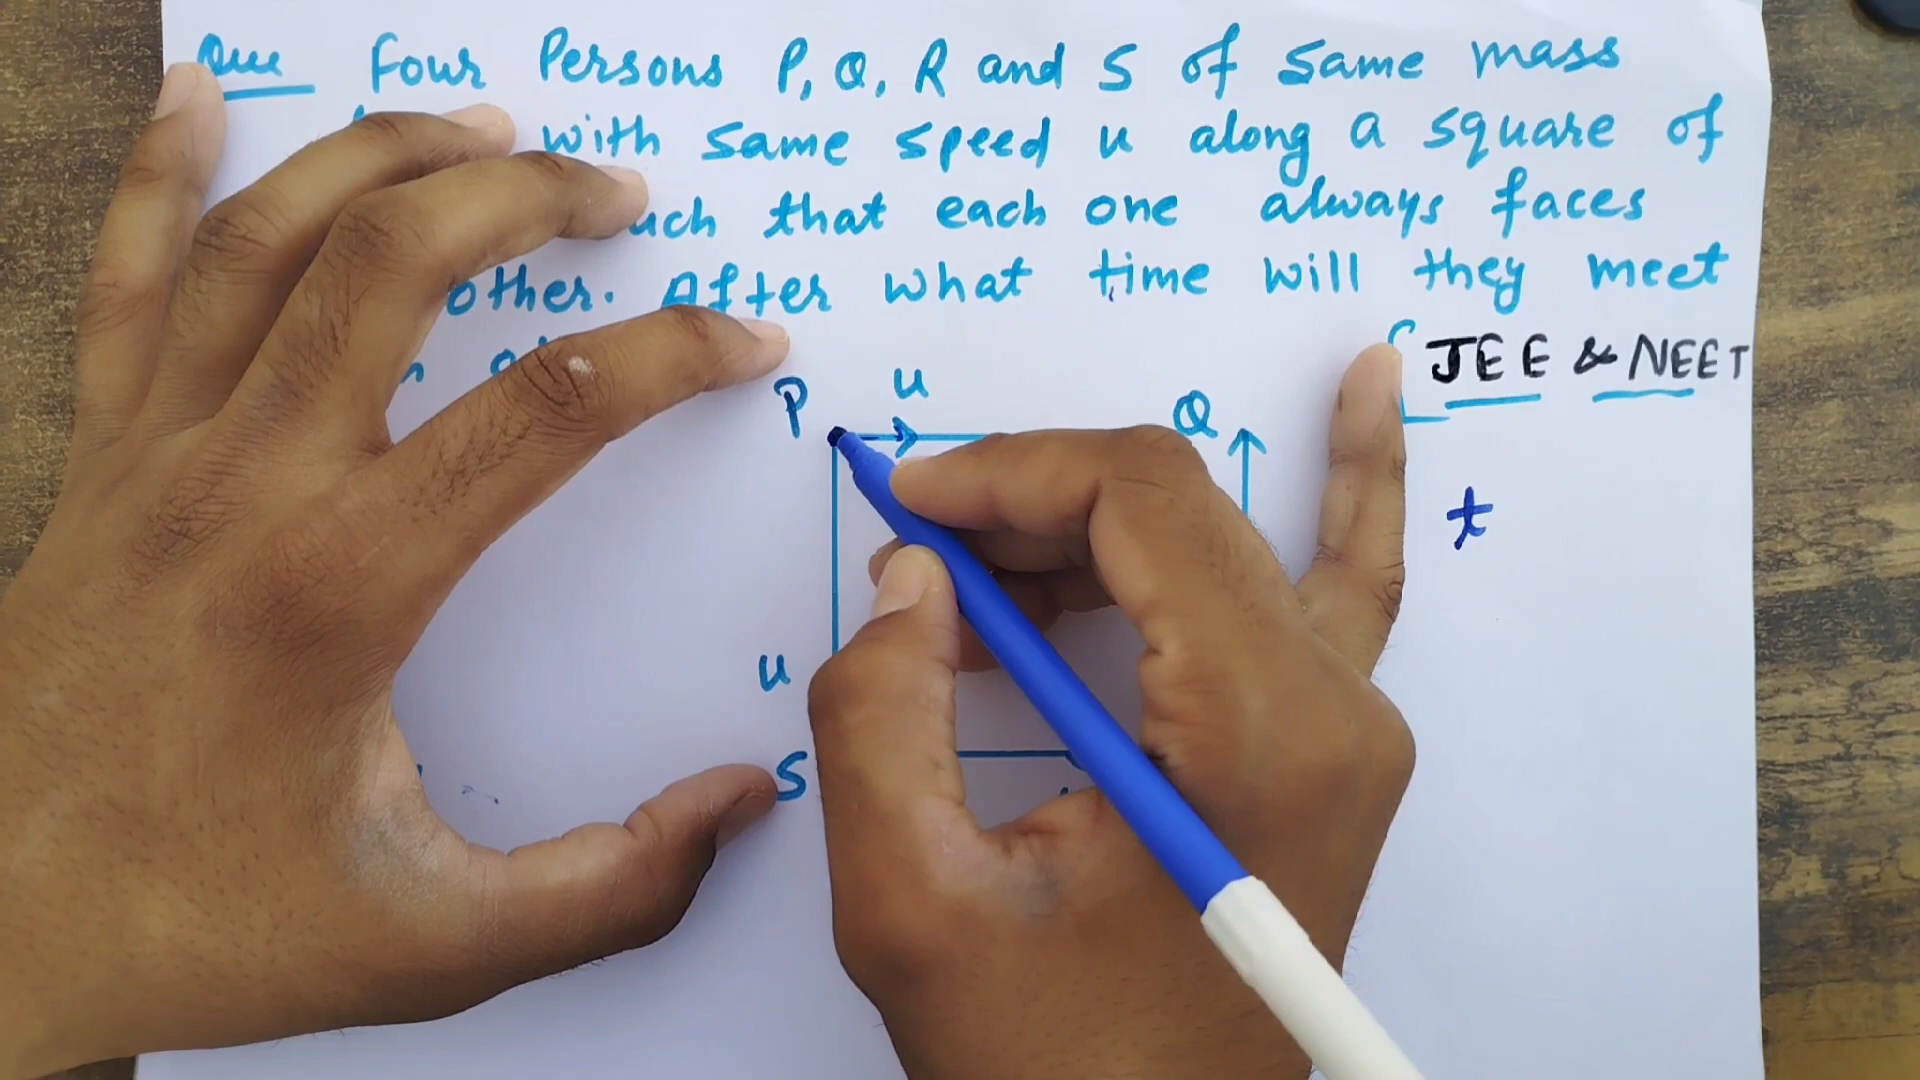 Que Four Persons P, Q, R and S of same mass
with same speed u along a square of
uch that each one always faces
other. After what time will they meet
JEE & NEET
P u Q
t
u
S